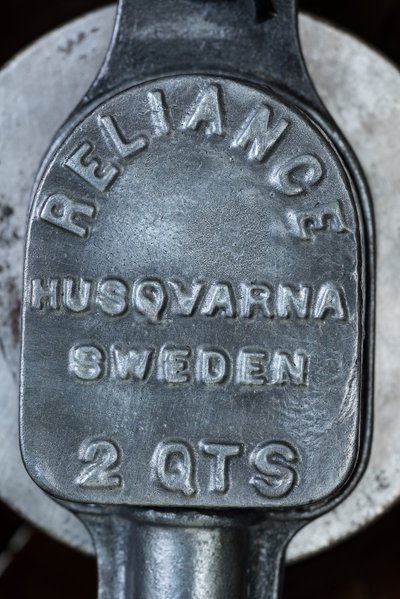 RELIANCE
HUSQVARNA
SWEDEN
2 QTS